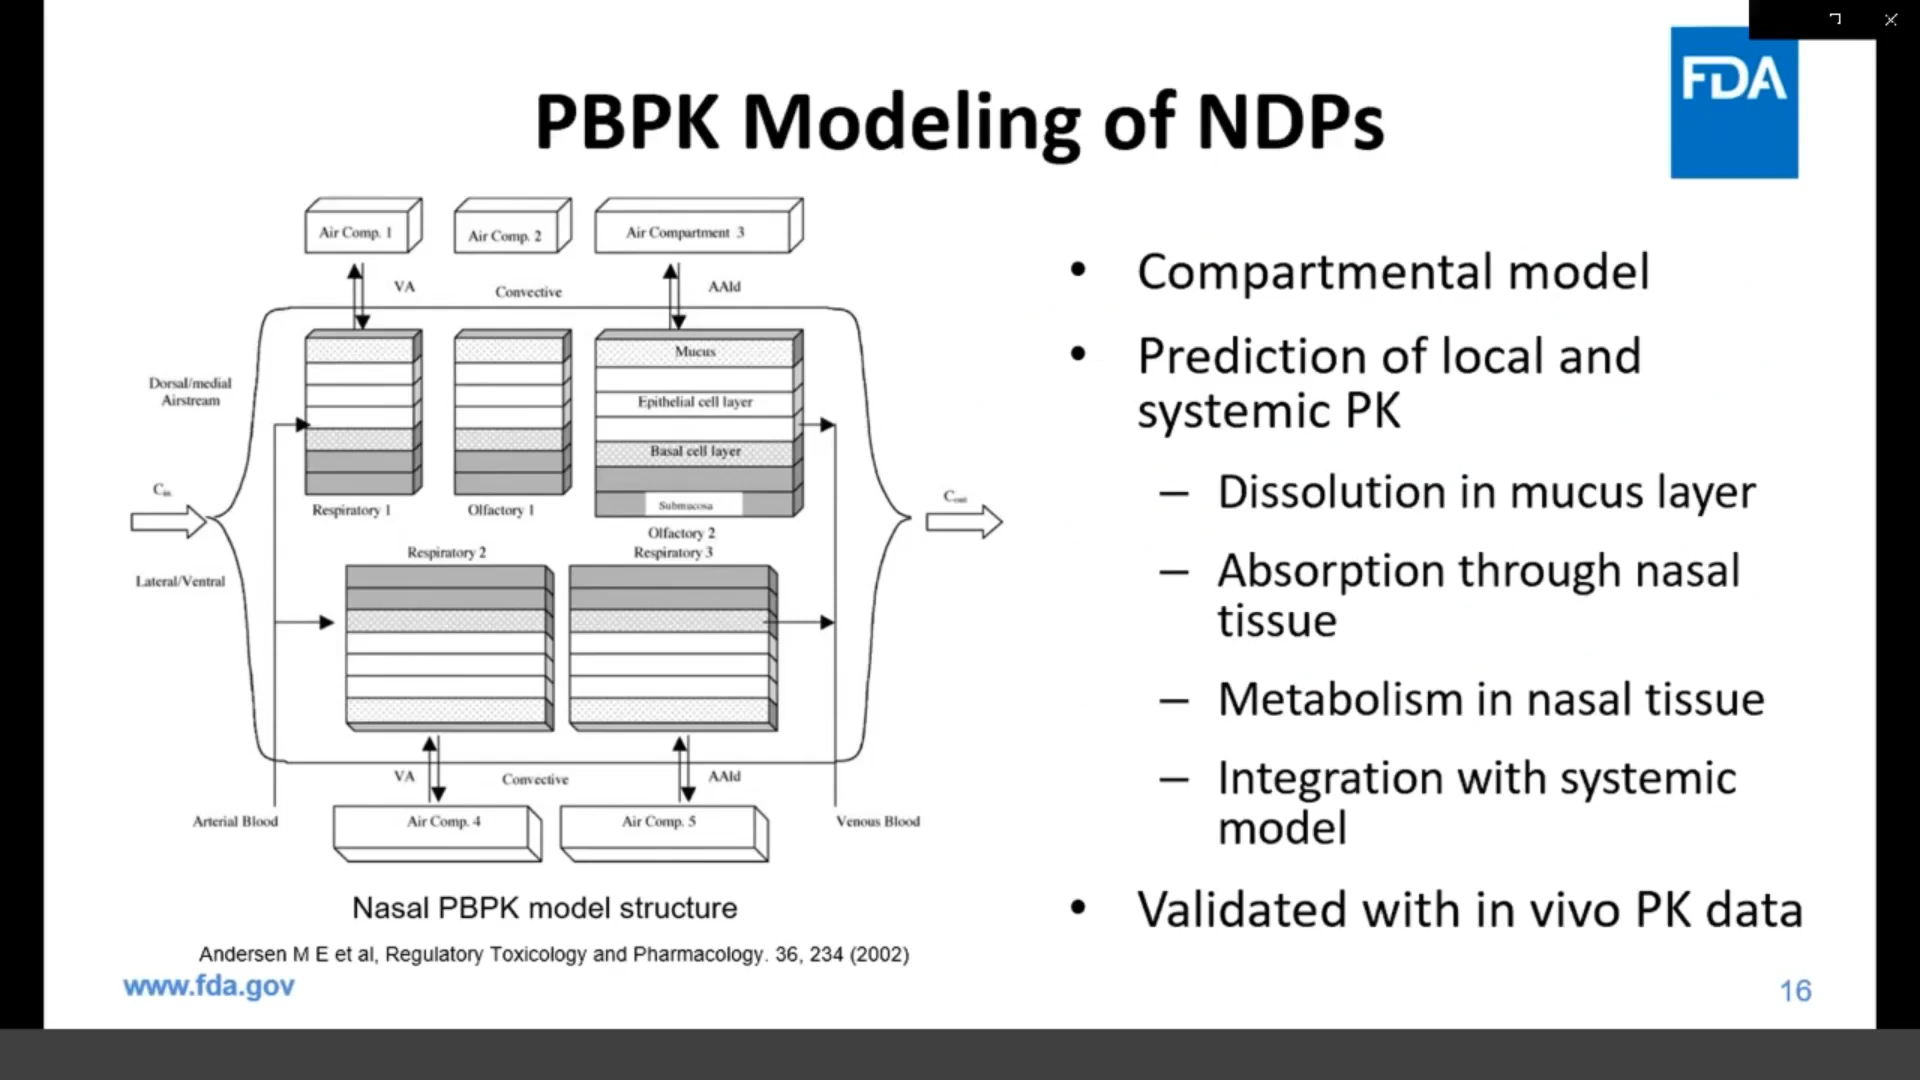 FDA
PBPK Modeling of NDPs
Air Comp. 1
Air Comp. 2
Air Compartment 3
VA
Convective
AAld
Mucus
Epithelial cell layer
Basal cell layer
Submucosa
Dorsal/medial
Airstream
Respiratory 1
Olfactory 1
Olfactory 2
Cin
Cout
Respiratory 2
Respiratory 3
Lateral/Ventral
VA
Convective
AAld
Arterial Blood
Air Comp. 4
Air Comp. 5
Venous Blood
Nasal PBPK model structure
Andersen M E et al, Regulatory Toxicology and Pharmacology. 36, 234 (2002)
• Compartmental model
• Prediction of local and
systemic PK
– Dissolution in mucus layer
– Absorption through nasal
tissue
– Metabolism in nasal tissue
– Integration with systemic
model
• Validated with in vivo PK data
www.fda.gov
16